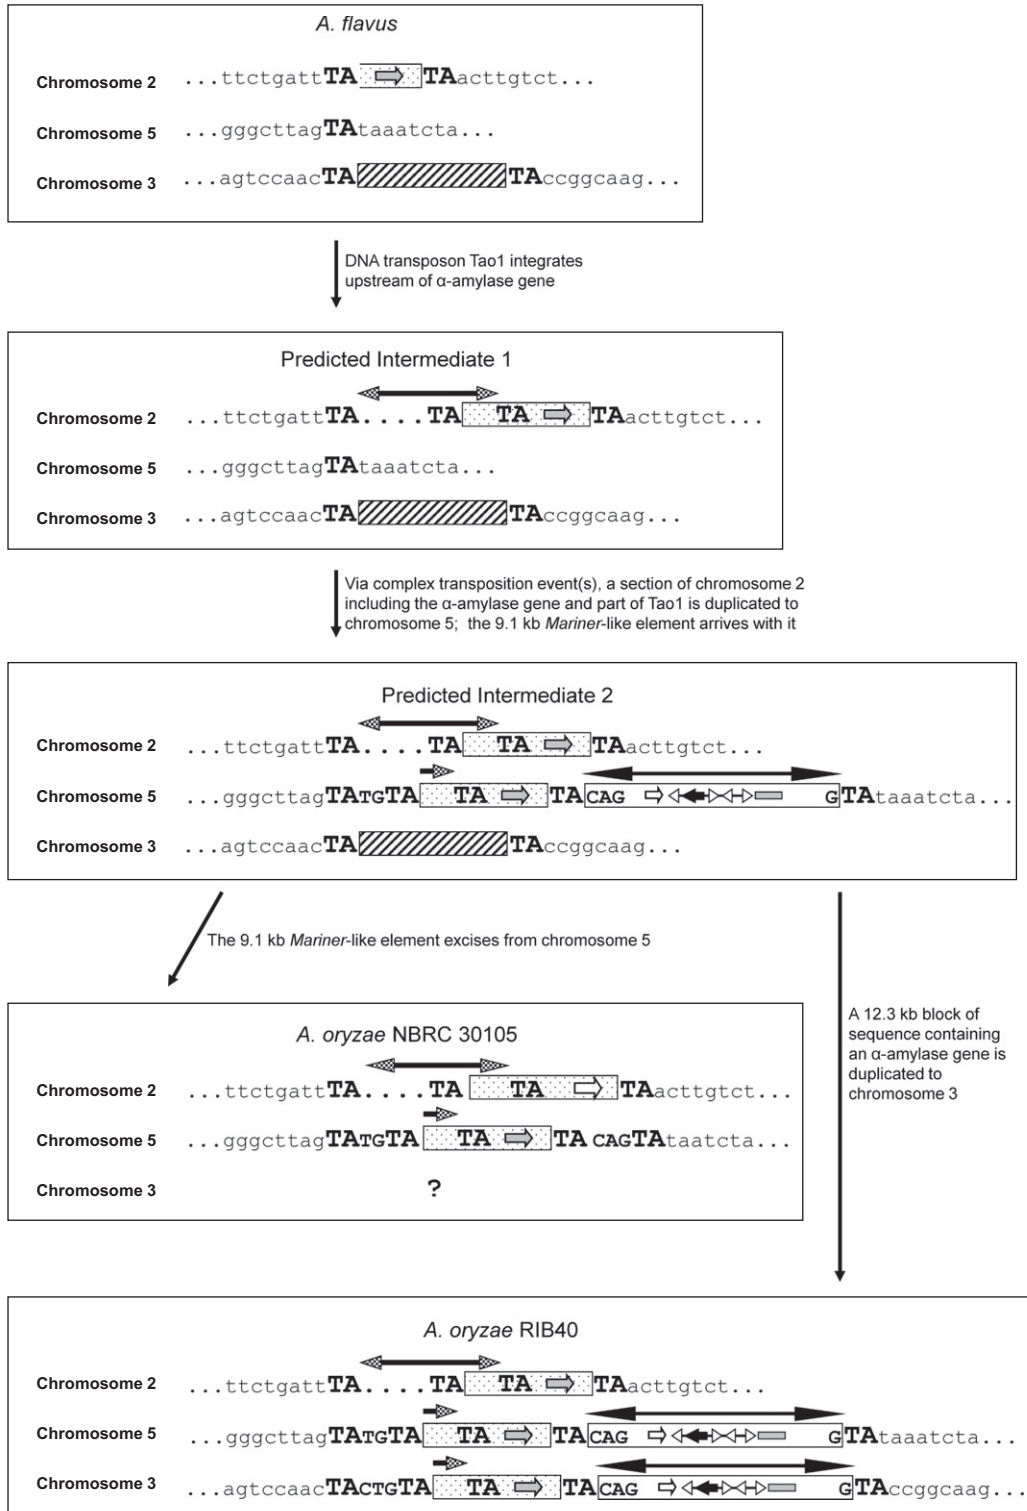 A. flavus
Chromosome 2 ...ttctgattTA TAacttgtct...
Chromosome 5 ...gggcttagTAtaaatcta...
Chromosome 3 ...agtccaacTA TAccggcaag...
DNA transposon Tao1 integrates
upstream of α-amylase gene
Predicted Intermediate 1
Chromosome 2 ...ttctgattTA....TA TA TAacttgtct...
Chromosome 5 ...gggcttagTAtaaatcta...
Chromosome 3 ...agtccaacTA TAccggcaag...
Via complex transposition event(s), a section of chromosome 2
including the α-amylase gene and part of Tao1 is duplicated to
chromosome 5; the 9.1 kb Mariner-like element arrives with it
Predicted Intermediate 2
Chromosome 2 ...ttctgattTA....TA TA TAacttgtct...
Chromosome 5 ...gggcttagTATGTA TA TA CAG GTAtaaatcta...
Chromosome 3 ...agtccaacTA TAccggcaag...
The 9.1 kb Mariner-like element excises from chromosome 5
A 12.3 kb block of
sequence containing
an α-amylase gene is
duplicated to
chromosome 3
A. oryzae NBRC 30105
Chromosome 2 ...ttctgattTA....TA TA TAacttgtct...
Chromosome 5 ...gggcttagTATGTA TA TA CAGTAtaatcta...
Chromosome 3 ?
A. oryzae RIB40
Chromosome 2 ...ttctgattTA....TA TA TAacttgtct...
Chromosome 5 ...gggcttagTATGTA TA TA CAG GTAtaaatcta...
Chromosome 3 ...agtccaacTACTGTA TA TA CAG GTAccggcaag...